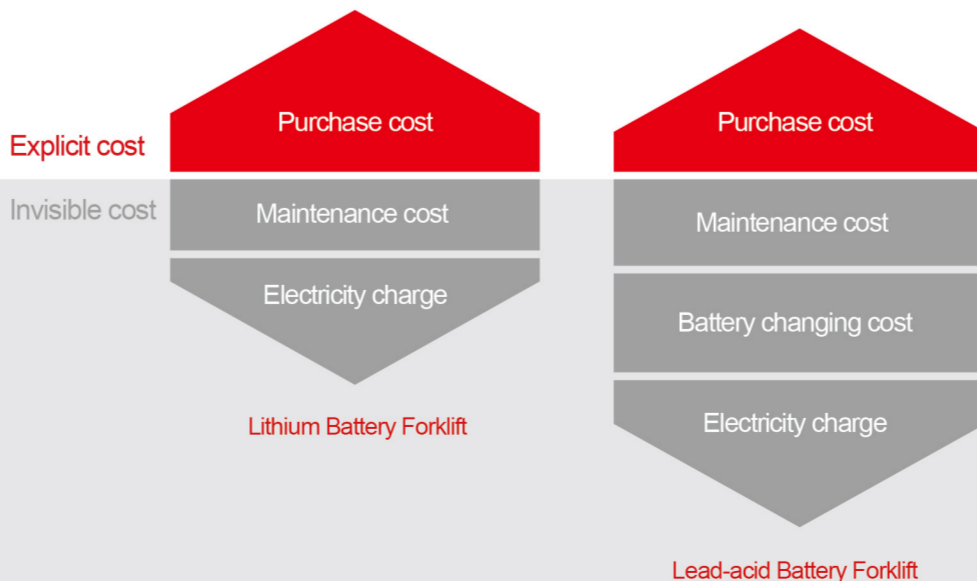 Purchase cost
Purchase cost
Explicit cost
Invisible cost
Maintenance cost
Maintenance cost
Electricity charge
Battery changing cost
Electricity charge
Lithium Battery Forklift
Lead-acid Battery Forklift